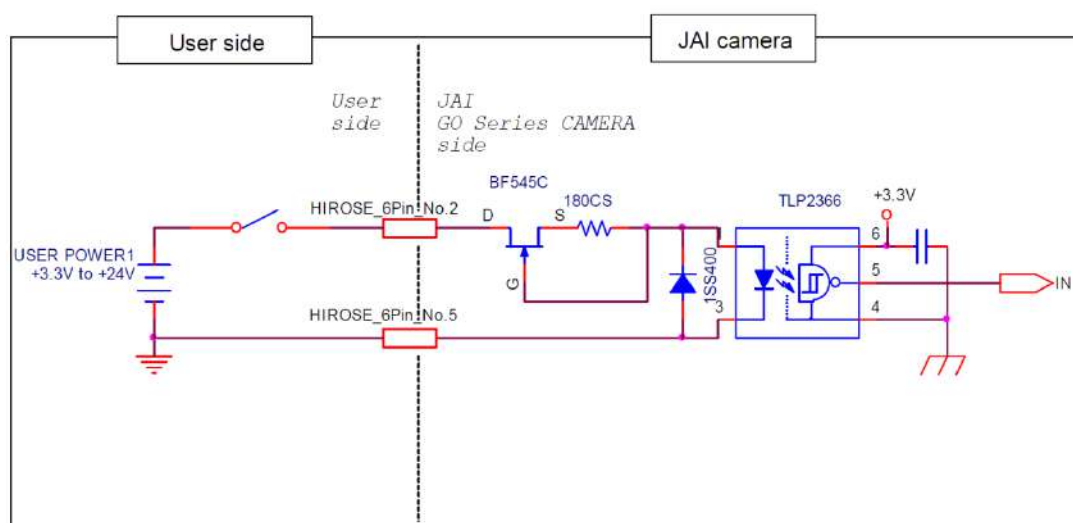 User side
JAI camera
User
side
JAI
GO Series CAMERA
side
BF545C
180CS
TLP2366
+3.3V
HIROSE_6Pin_No.2
D
S
G
USER POWER1
+3.3V to +24V
1SS400
1
3
6
5
4
IN
HIROSE_6Pin_No.5